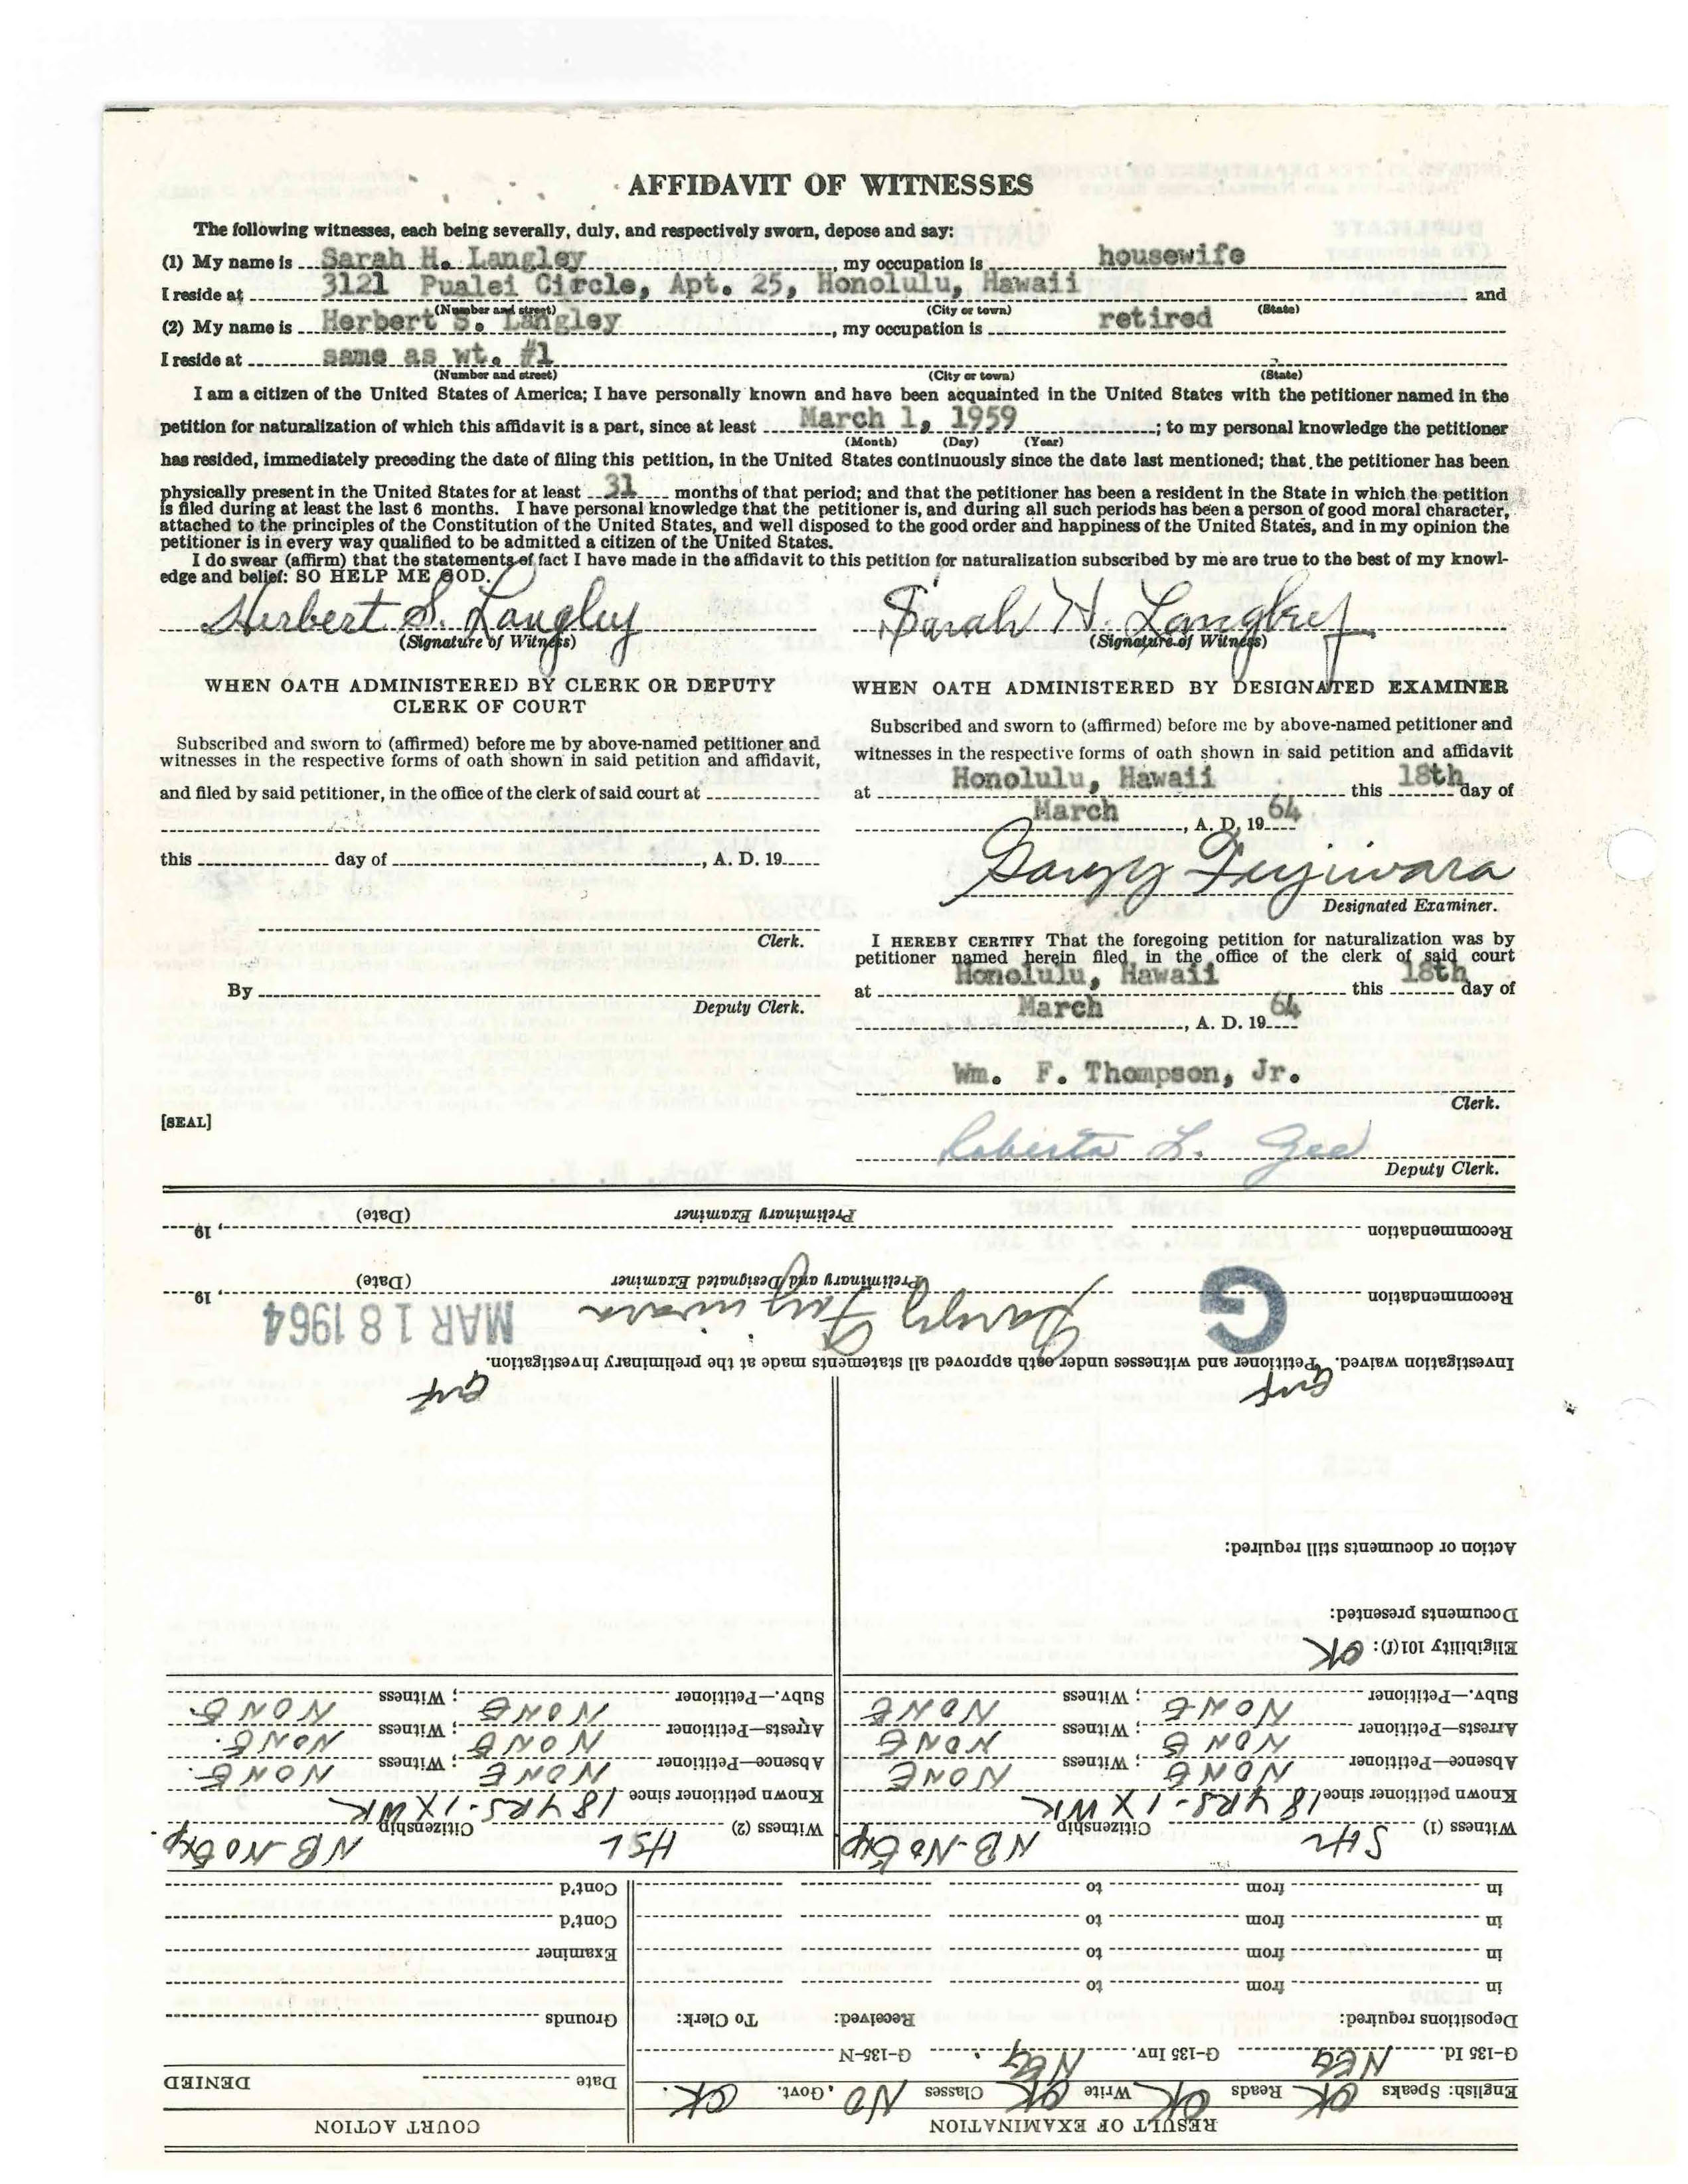 AFFIDAVIT OF WITNESSES
The following witnesses, each being severally, duly, and respectively sworn, depose and say:
(1) My name is Sarah H. Langley, my occupation is housewife
I reside at 3121 Pualei Circle, Apt. 25, Honolulu, Hawaii and
(Number and street) (City or town) (State)
(2) My name is Herbert S. Langley, my occupation is retired
I reside at same as wt. #1
(Number and street) (City or town) (State)
I am a citizen of the United States of America; I have personally known and have been acquainted in the United States with the petitioner named in the
petition for naturalization of which this affidavit is a part, since at least March 1, 1959; to my personal knowledge the petitioner
(Month) (Day) (Year)
has resided, immediately preceding the date of filing this petition, in the United States continuously since the date last mentioned; that the petitioner has been
physically present in the United States for at least 31 months of that period; and that the petitioner has been a resident in the State in which the petition
is filed during at least the last 6 months. I have personal knowledge that the petitioner is, and during all such periods has been a person of good moral character,
attached to the principles of the Constitution of the United States, and well disposed to the good order and happiness of the United States, and in my opinion the
petitioner is in every way qualified to be admitted a citizen of the United States.
I do swear (affirm) that the statements of fact I have made in the affidavit to this petition for naturalization subscribed by me are true to the best of my knowl-
edge and belief: SO HELP ME GOD.
Herbert S. Langley Sarah H. Langley
(Signature of Witness) (Signature of Witness)
WHEN OATH ADMINISTERED BY CLERK OR DEPUTY
CLERK OF COURT
Subscribed and sworn to (affirmed) before me by above-named petitioner and
witnesses in the respective forms of oath shown in said petition and affidavit,
and filed by said petitioner, in the office of the clerk of said court at
this day of , A. D. 19
Clerk.
By
Deputy Clerk.
[SEAL]
WHEN OATH ADMINISTERED BY DESIGNATED EXAMINER
Subscribed and sworn to (affirmed) before me by above-named petitioner and
witnesses in the respective forms of oath shown in said petition and affidavit
at Honolulu, Hawaii this 18th day of
March, A. D. 19 64
Fujiwara
Designated Examiner.
I HEREBY CERTIFY That the foregoing petition for naturalization was by
petitioner named herein filed in the office of the clerk of said court
at Honolulu, Hawaii this 18th day of
March, A. D. 19 64
Wm. F. Thompson, Jr.
Clerk.
Roberta L. Gee
Deputy Clerk.
RESULT OF EXAMINATION
English: Speaks OK Reads OK Write OK Classes NO, Govt. OK.
G-135 Id. NEG G-135 Inv. NEG G-135-N
Depositions required: Received: To Clerk:
in from to
in from to
in from to
in from to
COURT ACTION
Date DENIED
Grounds
Examiner
Cont'd
Cont'd
Witness (1) SHL Citizenship NB-No Exp
Known petitioner since 18 YRS-1 X WK
Absence—Petitioner NONE; Witness NONE
Arrests—Petitioner NONE; Witness NONE
Subv.—Petitioner NONE; Witness NONE
Witness (2) HSL Citizenship NB-No Exp.
Known petitioner since 18 YRS-1 X WK
Absence—Petitioner NONE; Witness NONE.
Arrests—Petitioner NONE; Witness NONE.
Subv.—Petitioner NONE; Witness NONE
Eligibility 101(f): OK
Documents presented:
Action or documents still required:
Investigation waived. Petitioner and witnesses under oath approved all statements made at the preliminary investigation.
Recommendation G Fujiwara MAR 18 1964, 19
Preliminary and Designated Examiner (Date)
Recommendation , 19
Preliminary Examiner (Date)